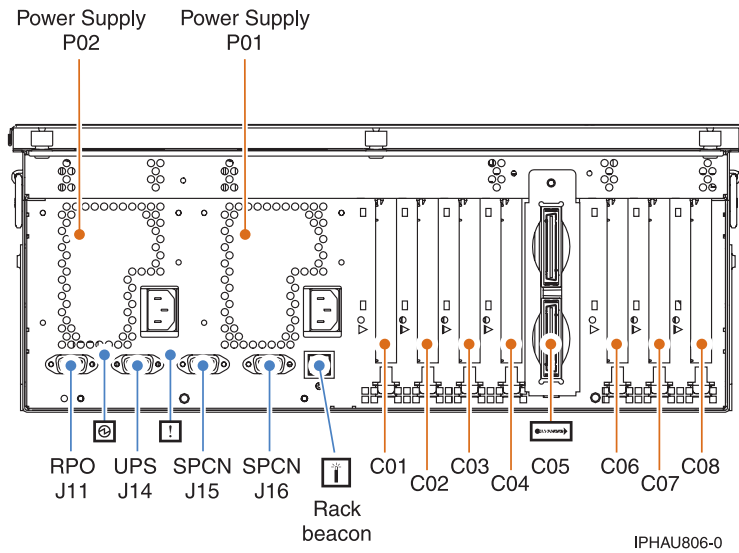 Power Supply
P02
Power Supply
P01
!
RPO
J11
UPS
J14
SPCN
J15
SPCN
J16
Rack
beacon
C01
C02
C03
C04
C05
C06
C07
C08
IPHAU806-0